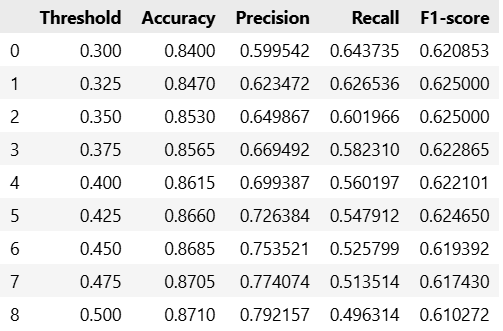 Threshold Accuracy Precision Recall F1-score
0 0.300 0.8400 0.599542 0.643735 0.620853
1 0.325 0.8470 0.623472 0.626536 0.625000
2 0.350 0.8530 0.649867 0.601966 0.625000
3 0.375 0.8565 0.669492 0.582310 0.622865
4 0.400 0.8615 0.699387 0.560197 0.622101
5 0.425 0.8660 0.726384 0.547912 0.624650
6 0.450 0.8685 0.753521 0.525799 0.619392
7 0.475 0.8705 0.774074 0.513514 0.617430
8 0.500 0.8710 0.792157 0.496314 0.610272